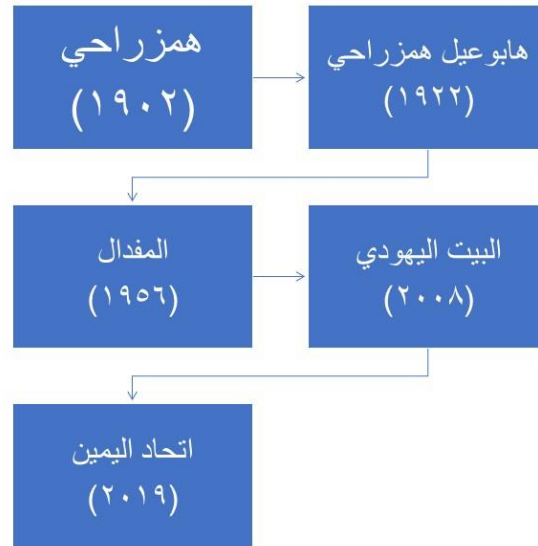 همزراحي
(١٩٠٢)
هابوعيل همزراحي
(١٩٢٢)
المفدال
(١٩٥٦)
البيت اليهودي
(٢٠٠٨)
اتحاد اليمين
(٢٠١٩)